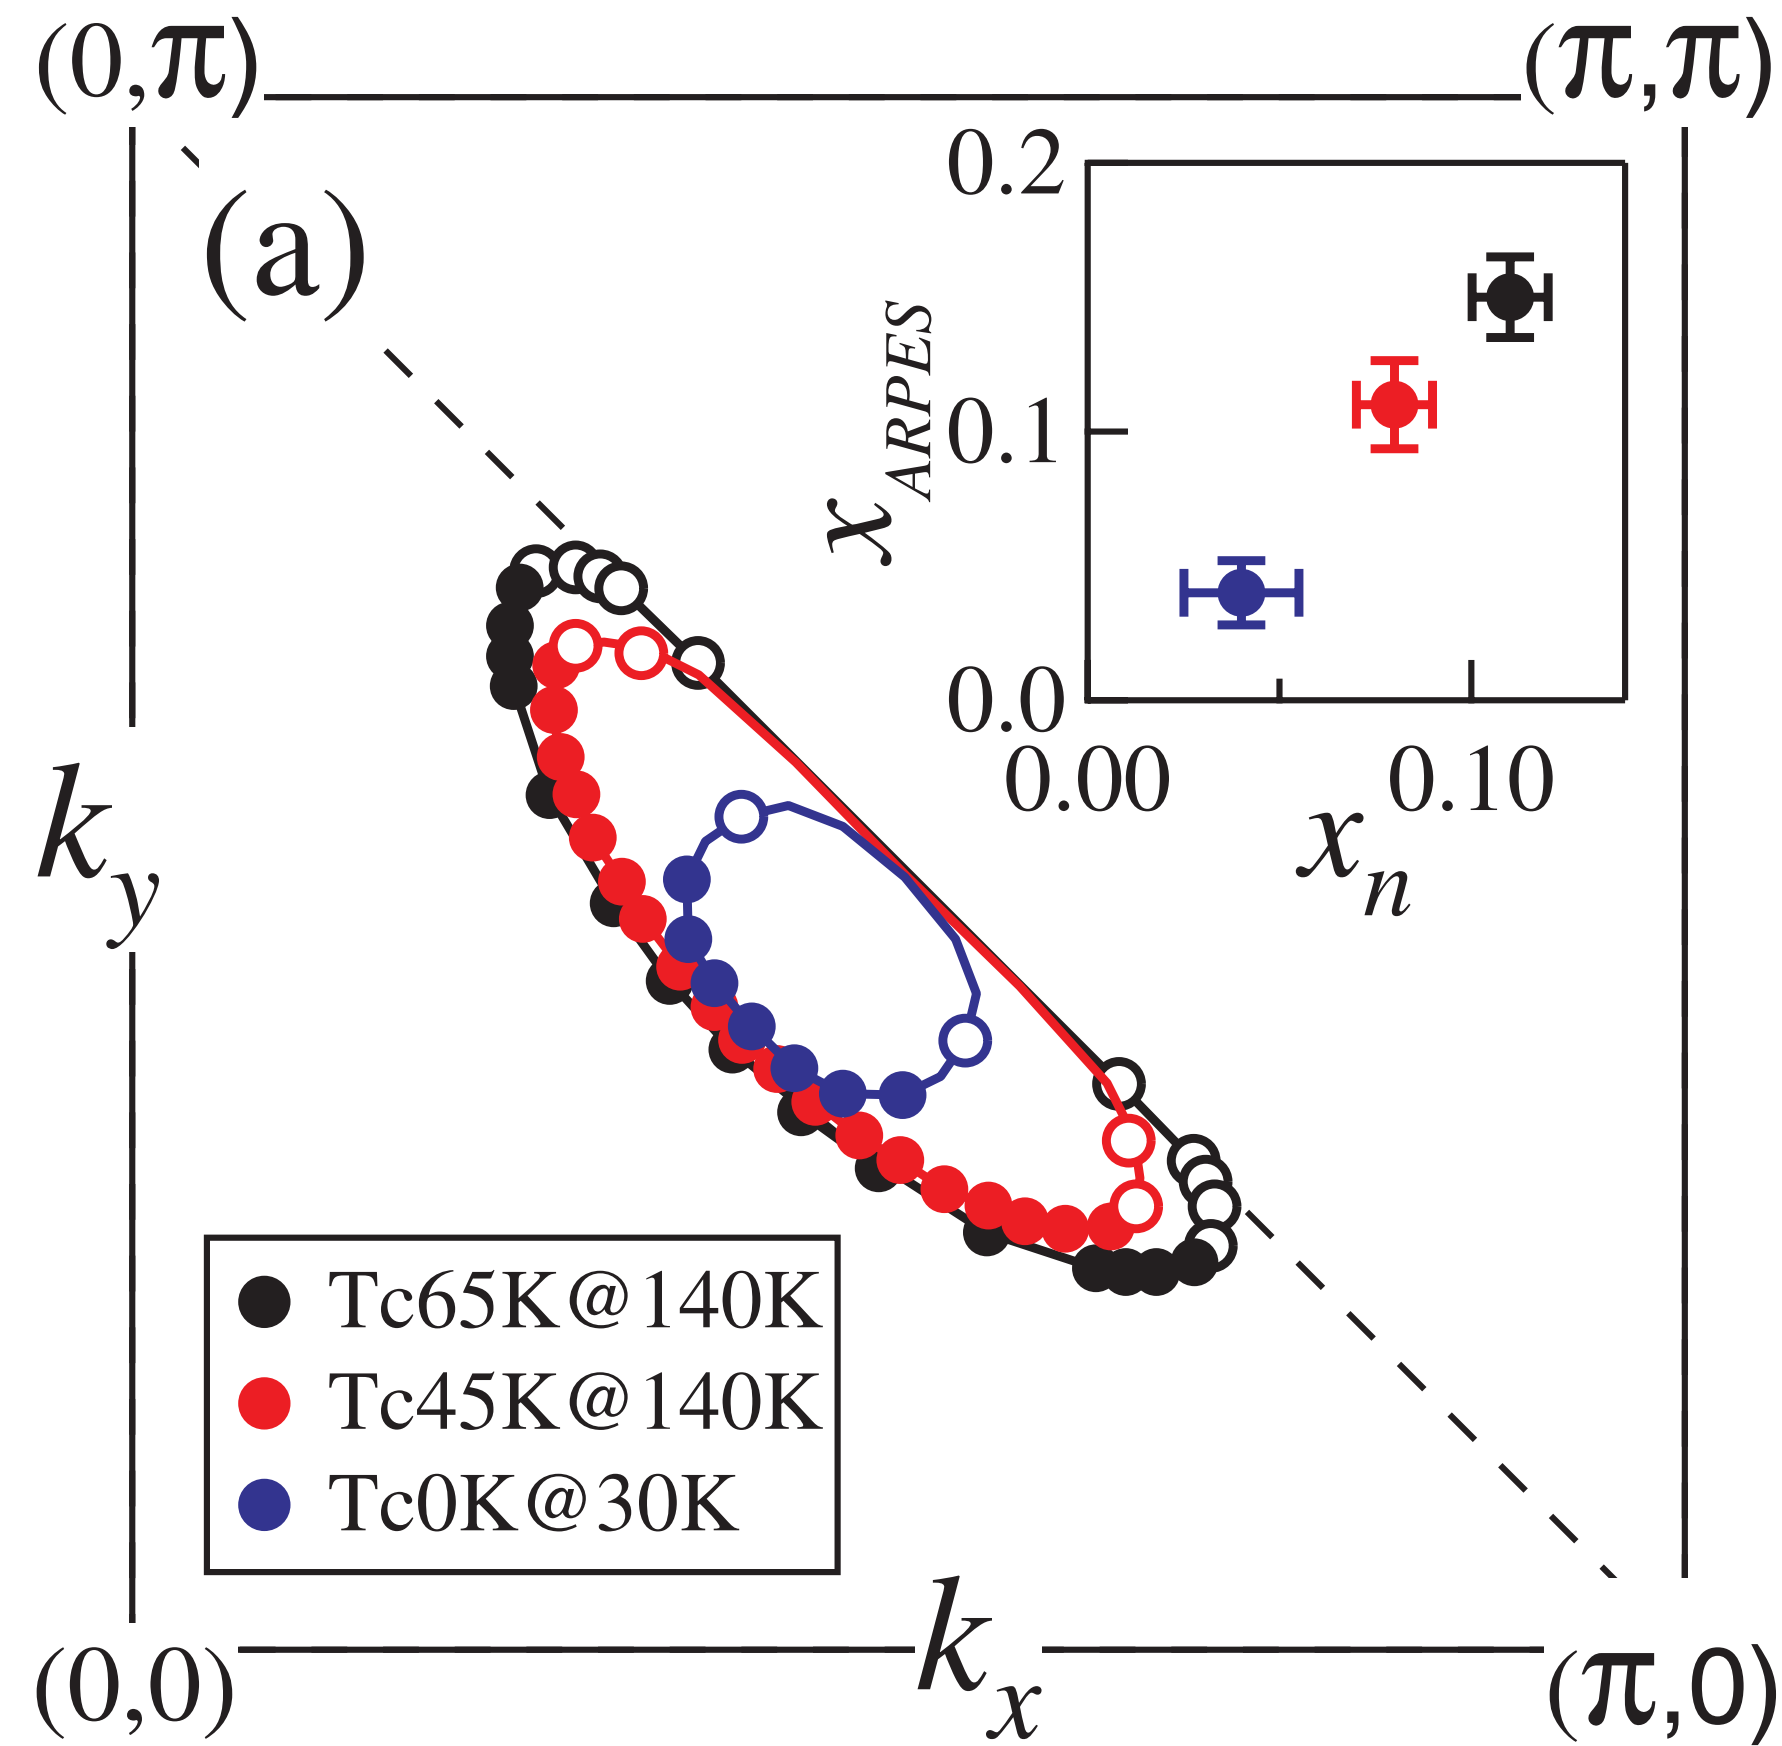 (0,π)
(π,π)
(a)
0.2
0.1
0.0
x_ARPES
0.00
0.10
x_n
k_y
Tc65K@140K
Tc45K@140K
Tc0K@30K
k_x
(0,0)
(π,0)